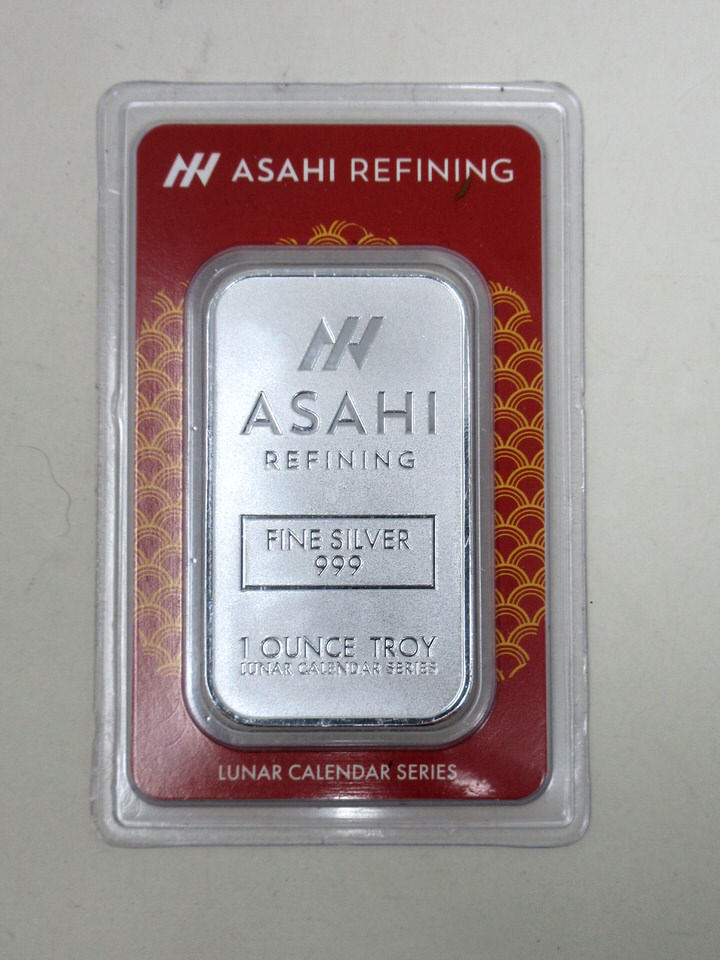 ASAHI REFINING
ASAHI
REFINING
FINE SILVER
999
1 OUNCE TROY
LUNAR CALENDAR SERIES
LUNAR CALENDAR SERIES